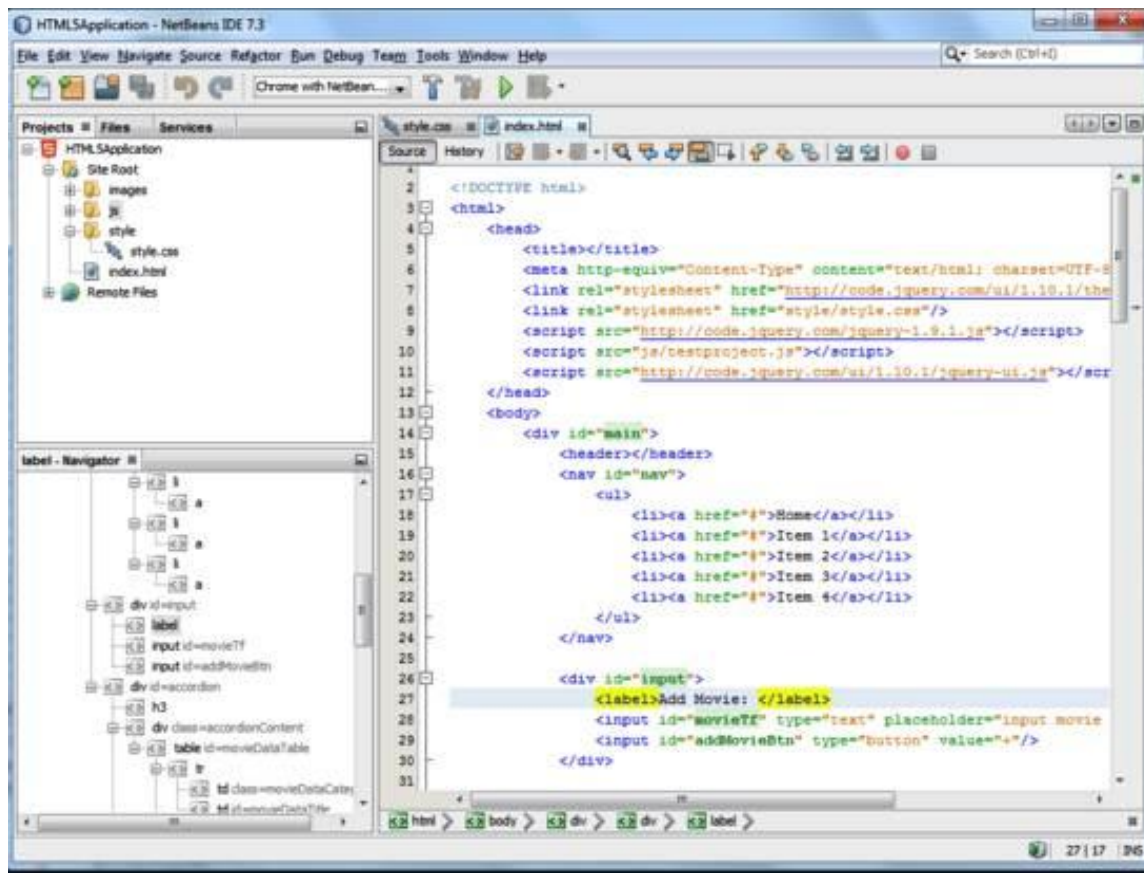 HTML5Application - NetBeans IDE 7.3
File Edit View Navigate Source Refactor Run Debug Team Tools Window Help
Search (Ctrl+I)
Chrome with NetBean...
Projects Files Services
HTML5Application
Site Root
images
js
style
style.css
index.html
Remote Files
label - Navigator
li
a
li
a
li
a
div id=input
label
input id=movieTf
input id=addMovieBtn
div id=accordion
h3
div class=accordionContent
table id=movieDataTable
tr
td class=movieDataCateg
td id=movieDataTitle
style.css index.html
Source History
1
2 <!DOCTYPE html>
3 <html>
4 <head>
5 <title></title>
6 <meta http-equiv="Content-Type" content="text/html; charset=UTF-8
7 <link rel="stylesheet" href="http://code.jquery.com/ui/1.10.1/the
8 <link rel="stylesheet" href="style/style.css"/>
9 <script src="http://code.jquery.com/jquery-1.9.1.js"></script>
10 <script src="js/testproject.js"></script>
11 <script src="http://code.jquery.com/ui/1.10.1/jquery-ui.js"></scr
12 </head>
13 <body>
14 <div id="main">
15 <header></header>
16 <nav id="nav">
17 <ul>
18 <li><a href="#">Home</a></li>
19 <li><a href="#">Item 1</a></li>
20 <li><a href="#">Item 2</a></li>
21 <li><a href="#">Item 3</a></li>
22 <li><a href="#">Item 4</a></li>
23 </ul>
24 </nav>
25
26 <div id="input">
27 <label>Add Movie: </label>
28 <input id="movieTf" type="text" placeholder="input movie
29 <input id="addMovieBtn" type="button" value="+"/>
30 </div>
31
html body div div label
27 | 17 INS